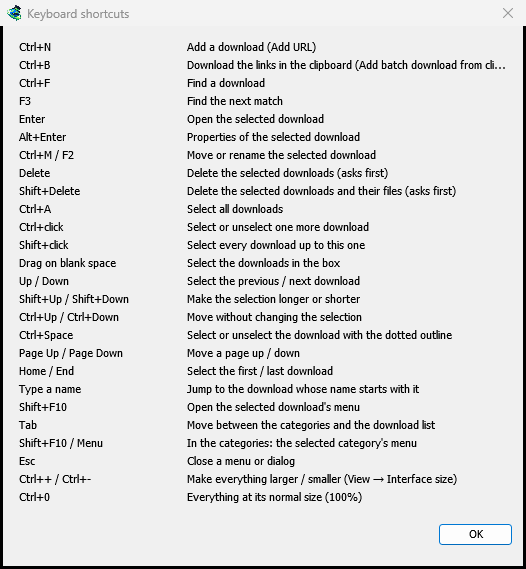 Keyboard shortcuts
Ctrl+N Add a download (Add URL)
Ctrl+B Download the links in the clipboard (Add batch download from cli...
Ctrl+F Find a download
F3 Find the next match
Enter Open the selected download
Alt+Enter Properties of the selected download
Ctrl+M / F2 Move or rename the selected download
Delete Delete the selected downloads (asks first)
Shift+Delete Delete the selected downloads and their files (asks first)
Ctrl+A Select all downloads
Ctrl+click Select or unselect one more download
Shift+click Select every download up to this one
Drag on blank space Select the downloads in the box
Up / Down Select the previous / next download
Shift+Up / Shift+Down Make the selection longer or shorter
Ctrl+Up / Ctrl+Down Move without changing the selection
Ctrl+Space Select or unselect the download with the dotted outline
Page Up / Page Down Move a page up / down
Home / End Select the first / last download
Type a name Jump to the download whose name starts with it
Shift+F10 Open the selected download's menu
Tab Move between the categories and the download list
Shift+F10 / Menu In the categories: the selected category's menu
Esc Close a menu or dialog
Ctrl++ / Ctrl+- Make everything larger / smaller (View → Interface size)
Ctrl+0 Everything at its normal size (100%)
OK